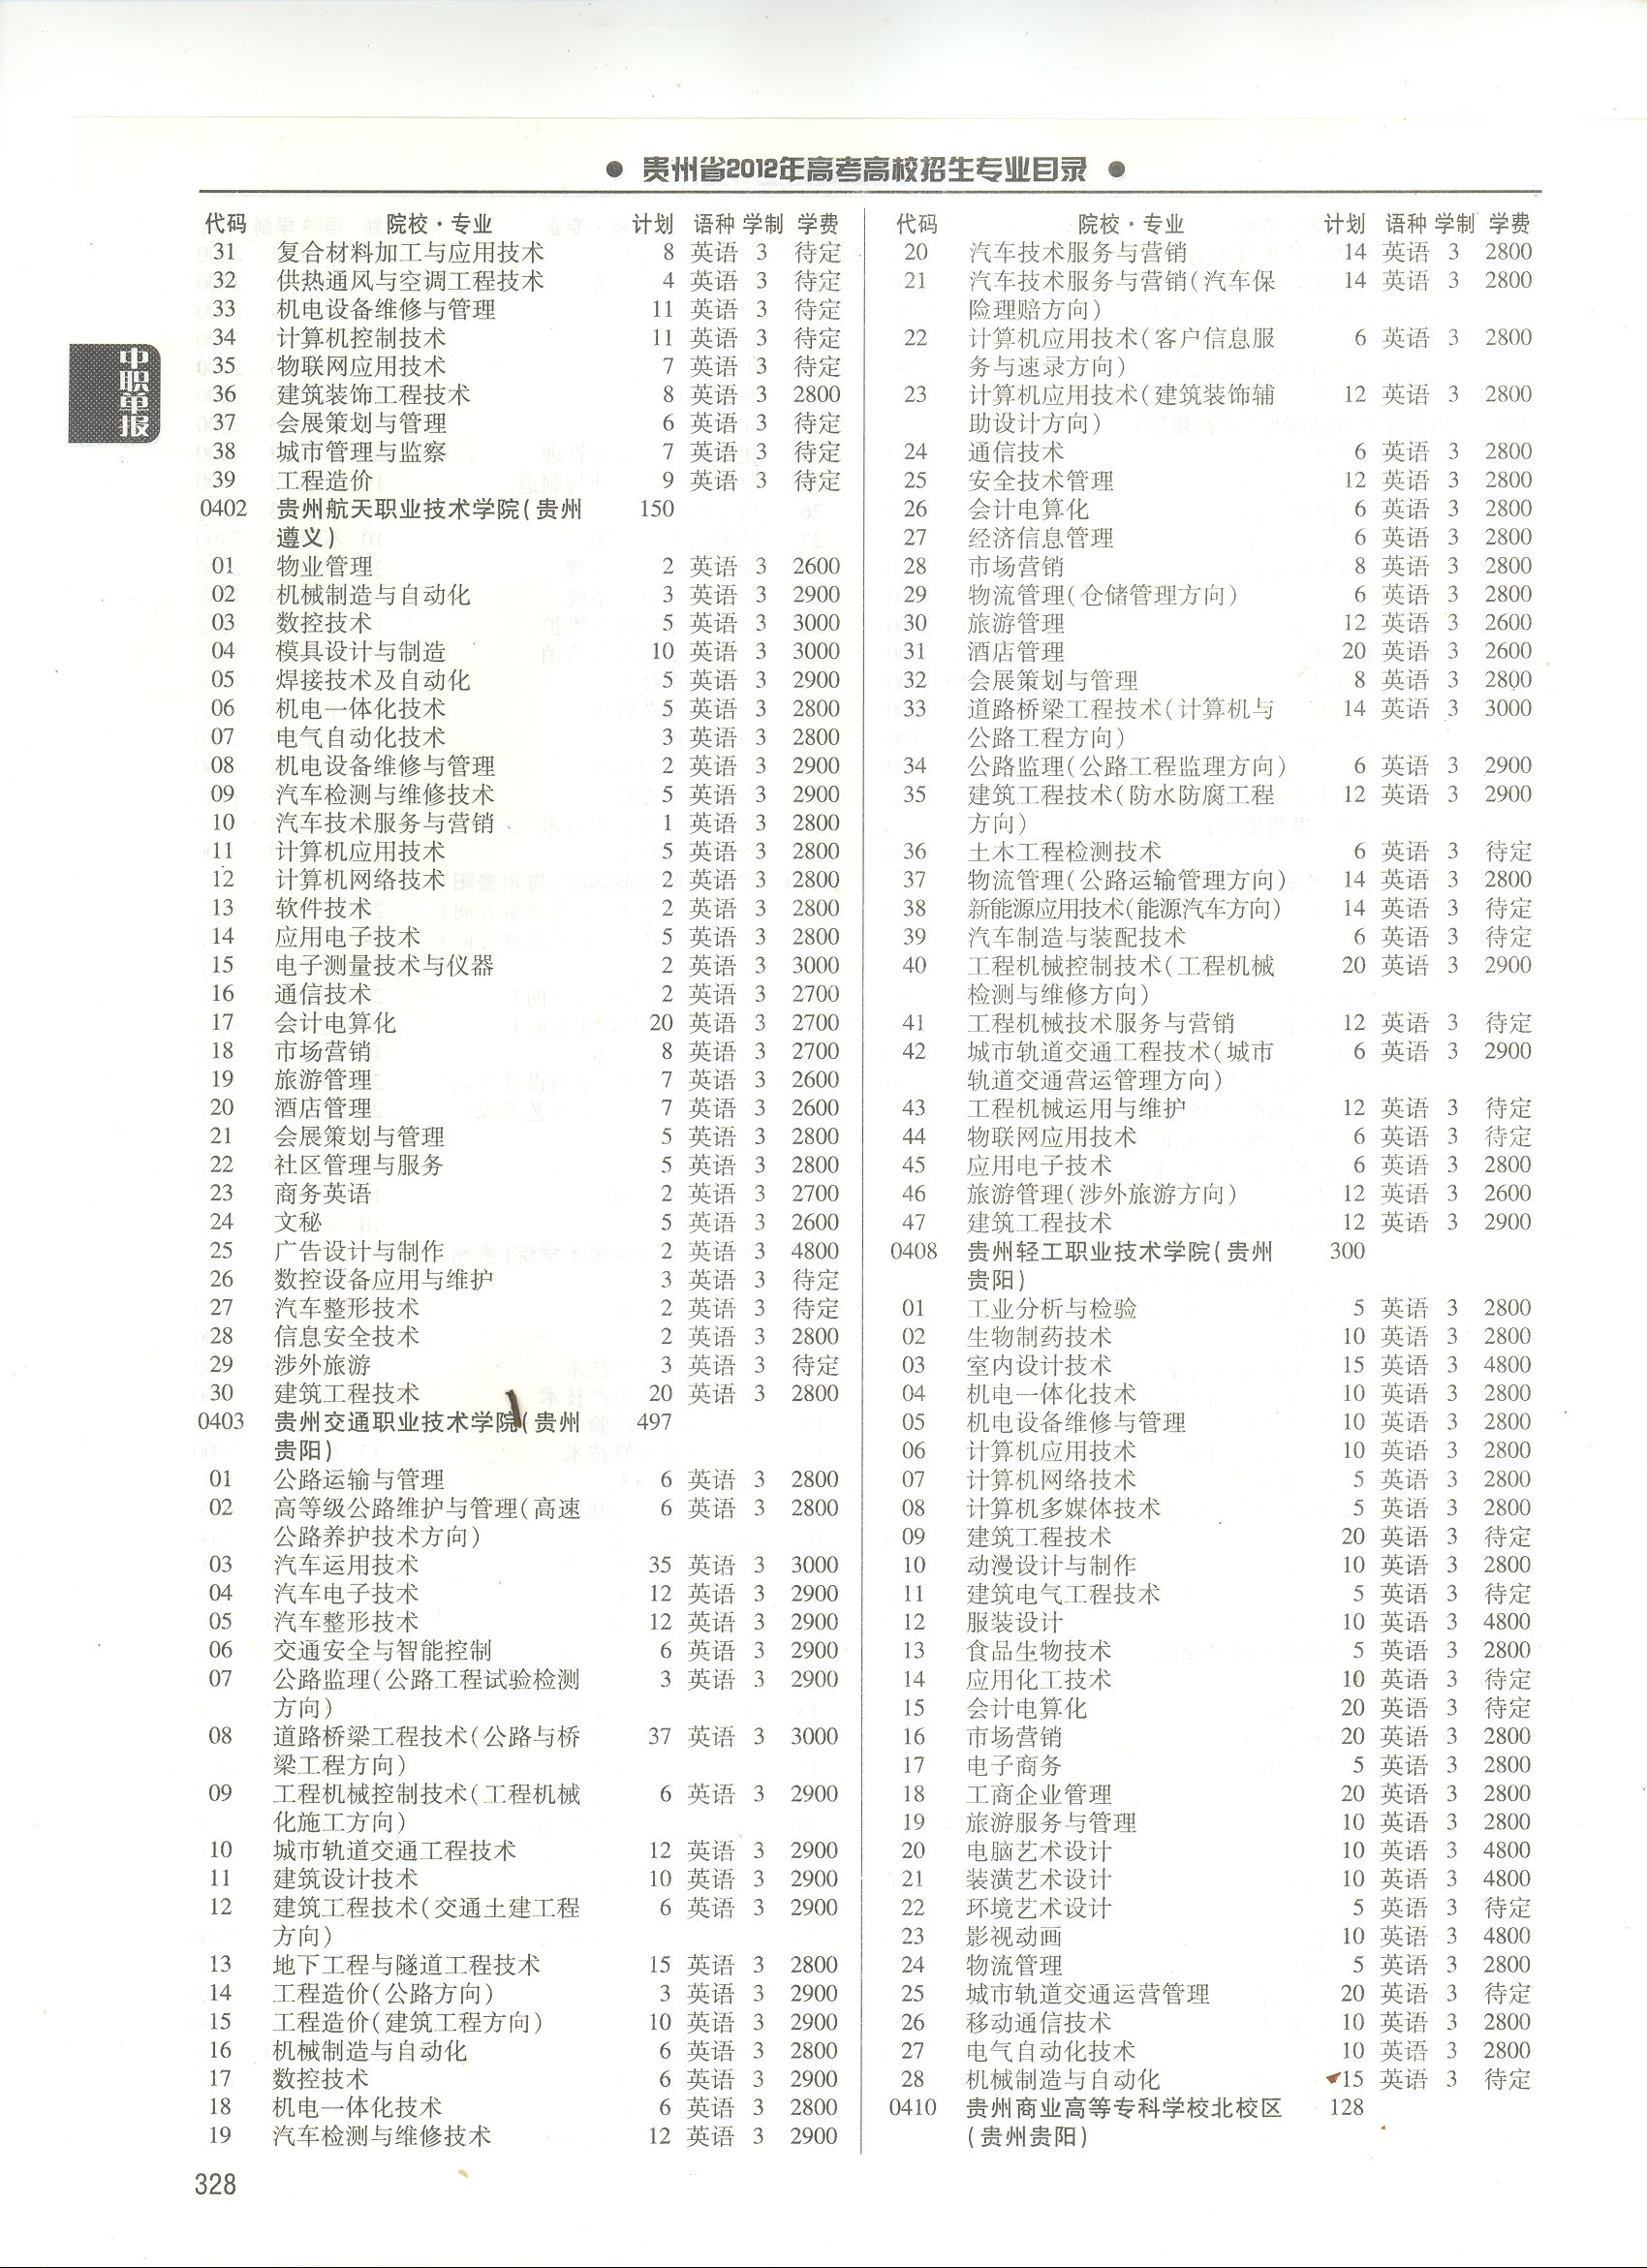 ● 贵州省2012年高考高校招生专业目录 ●
中职单报
代码 院校·专业 计划 语种 学制 学费
31 复合材料加工与应用技术 8 英语 3 待定
32 供热通风与空调工程技术 4 英语 3 待定
33 机电设备维修与管理 11 英语 3 待定
34 计算机控制技术 11 英语 3 待定
35 物联网应用技术 7 英语 3 待定
36 建筑装饰工程技术 8 英语 3 2800
37 会展策划与管理 6 英语 3 待定
38 城市管理与监察 7 英语 3 待定
39 工程造价 9 英语 3 待定
0402 贵州航天职业技术学院(贵州 150
遵义)
01 物业管理 2 英语 3 2600
02 机械制造与自动化 3 英语 3 2900
03 数控技术 5 英语 3 3000
04 模具设计与制造 10 英语 3 3000
05 焊接技术及自动化 5 英语 3 2900
06 机电一体化技术 5 英语 3 2800
07 电气自动化技术 3 英语 3 2800
08 机电设备维修与管理 2 英语 3 2900
09 汽车检测与维修技术 5 英语 3 2900
10 汽车技术服务与营销 1 英语 3 2800
11 计算机应用技术 5 英语 3 2800
12 计算机网络技术 2 英语 3 2800
13 软件技术 2 英语 3 2800
14 应用电子技术 5 英语 3 2800
15 电子测量技术与仪器 2 英语 3 3000
16 通信技术 2 英语 3 2700
17 会计电算化 20 英语 3 2700
18 市场营销 8 英语 3 2700
19 旅游管理 7 英语 3 2600
20 酒店管理 7 英语 3 2600
21 会展策划与管理 5 英语 3 2800
22 社区管理与服务 5 英语 3 2800
23 商务英语 2 英语 3 2700
24 文秘 5 英语 3 2600
25 广告设计与制作 2 英语 3 4800
26 数控设备应用与维护 3 英语 3 待定
27 汽车整形技术 2 英语 3 待定
28 信息安全技术 2 英语 3 2800
29 涉外旅游 3 英语 3 待定
30 建筑工程技术 20 英语 3 2800
0403 贵州交通职业技术学院(贵州 497
贵阳)
01 公路运输与管理 6 英语 3 2800
02 高等级公路维护与管理(高速 6 英语 3 2800
公路养护技术方向)
03 汽车运用技术 35 英语 3 3000
04 汽车电子技术 12 英语 3 2900
05 汽车整形技术 12 英语 3 2900
06 交通安全与智能控制 6 英语 3 2900
07 公路监理(公路工程试验检测 3 英语 3 2900
方向)
08 道路桥梁工程技术(公路与桥 37 英语 3 3000
梁工程方向)
09 工程机械控制技术(工程机械 6 英语 3 2900
化施工方向)
10 城市轨道交通工程技术 12 英语 3 2900
11 建筑设计技术 10 英语 3 2900
12 建筑工程技术(交通土建工程 6 英语 3 2900
方向)
13 地下工程与隧道工程技术 15 英语 3 2800
14 工程造价(公路方向) 3 英语 3 2900
15 工程造价(建筑工程方向) 10 英语 3 2900
16 机械制造与自动化 6 英语 3 2800
17 数控技术 6 英语 3 2900
18 机电一体化技术 6 英语 3 2800
19 汽车检测与维修技术 12 英语 3 2900
代码 院校·专业 计划 语种 学制 学费
20 汽车技术服务与营销 14 英语 3 2800
21 汽车技术服务与营销(汽车保 14 英语 3 2800
险理赔方向)
22 计算机应用技术(客户信息服 6 英语 3 2800
务与速录方向)
23 计算机应用技术(建筑装饰辅 12 英语 3 2800
助设计方向)
24 通信技术 6 英语 3 2800
25 安全技术管理 12 英语 3 2800
26 会计电算化 6 英语 3 2800
27 经济信息管理 6 英语 3 2800
28 市场营销 8 英语 3 2800
29 物流管理(仓储管理方向) 6 英语 3 2800
30 旅游管理 12 英语 3 2600
31 酒店管理 20 英语 3 2600
32 会展策划与管理 8 英语 3 2800
33 道路桥梁工程技术(计算机与 14 英语 3 3000
公路工程方向)
34 公路监理(公路工程监理方向) 6 英语 3 2900
35 建筑工程技术(防水防腐工程 12 英语 3 2900
方向)
36 土木工程检测技术 6 英语 3 待定
37 物流管理(公路运输管理方向) 14 英语 3 2800
38 新能源应用技术(能源汽车方向) 14 英语 3 待定
39 汽车制造与装配技术 6 英语 3 待定
40 工程机械控制技术(工程机械 20 英语 3 2900
检测与维修方向)
41 工程机械技术服务与营销 12 英语 3 待定
42 城市轨道交通工程技术(城市 6 英语 3 2900
轨道交通营运管理方向)
43 工程机械运用与维护 12 英语 3 待定
44 物联网应用技术 6 英语 3 待定
45 应用电子技术 6 英语 3 2800
46 旅游管理(涉外旅游方向) 12 英语 3 2600
47 建筑工程技术 12 英语 3 2900
0408 贵州轻工职业技术学院(贵州 300
贵阳)
01 工业分析与检验 5 英语 3 2800
02 生物制药技术 10 英语 3 2800
03 室内设计技术 15 英语 3 4800
04 机电一体化技术 10 英语 3 2800
05 机电设备维修与管理 10 英语 3 2800
06 计算机应用技术 10 英语 3 2800
07 计算机网络技术 5 英语 3 2800
08 计算机多媒体技术 5 英语 3 2800
09 建筑工程技术 20 英语 3 待定
10 动漫设计与制作 10 英语 3 2800
11 建筑电气工程技术 5 英语 3 待定
12 服装设计 10 英语 3 4800
13 食品生物技术 5 英语 3 2800
14 应用化工技术 10 英语 3 待定
15 会计电算化 20 英语 3 待定
16 市场营销 20 英语 3 2800
17 电子商务 5 英语 3 2800
18 工商企业管理 20 英语 3 2800
19 旅游服务与管理 10 英语 3 2800
20 电脑艺术设计 10 英语 3 4800
21 装潢艺术设计 10 英语 3 4800
22 环境艺术设计 5 英语 3 待定
23 影视动画 10 英语 3 4800
24 物流管理 5 英语 3 2800
25 城市轨道交通运营管理 20 英语 3 待定
26 移动通信技术 10 英语 3 2800
27 电气自动化技术 10 英语 3 2800
28 机械制造与自动化 15 英语 3 待定
0410 贵州商业高等专科学校北校区 128
(贵州贵阳)
328